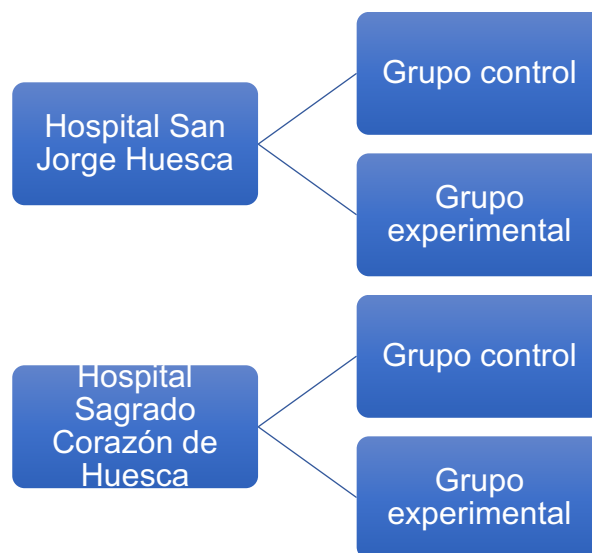 Hospital San
Jorge Huesca
Grupo control
Grupo
experimental
Hospital
Sagrado
Corazón de
Huesca
Grupo control
Grupo
experimental